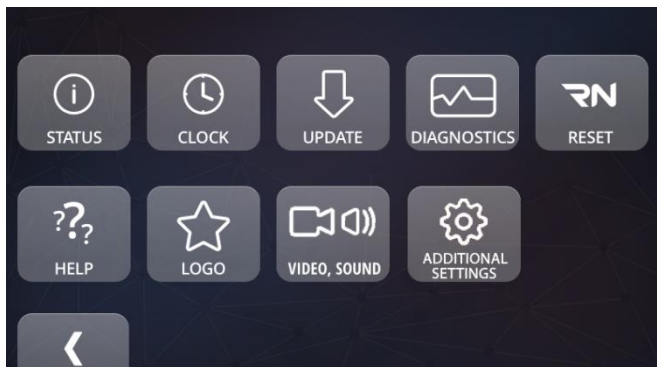 STATUS
CLOCK
UPDATE
DIAGNOSTICS
RN
RESET
???
HELP
LOGO
VIDEO, SOUND
ADDITIONAL
SETTINGS